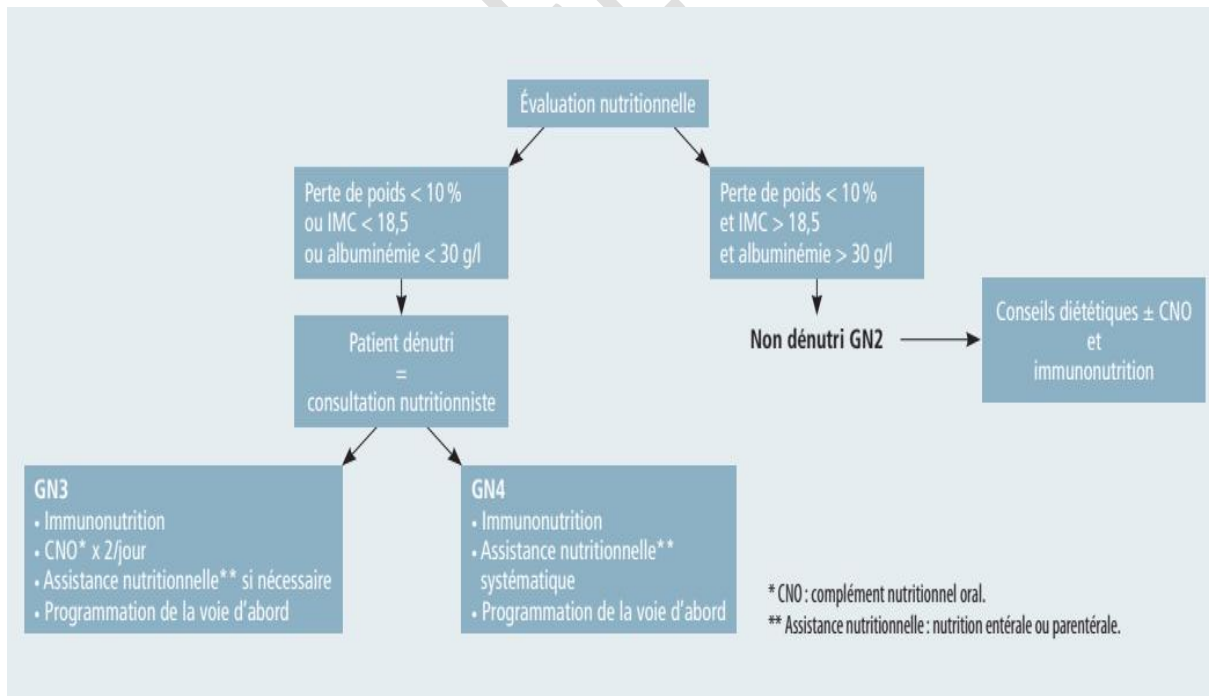 Évaluation nutritionnelle
Perte de poids < 10 %
ou IMC < 18,5
ou albuminémie < 30 g/l
Perte de poids < 10 %
et IMC > 18,5
et albuminémie > 30 g/l
Patient dénutri
=
consultation nutritionniste
Non dénutri GN2
Conseils diététiques ± CNO
et
immunonutrition
GN3
• Immunonutrition
• CNO* x 2/jour
• Assistance nutritionnelle** si nécessaire
• Programmation de la voie d'abord
GN4
• Immunonutrition
• Assistance nutritionnelle**
systématique
• Programmation de la voie d'abord
* CNO : complément nutritionnel oral.
** Assistance nutritionnelle : nutrition entérale ou parentérale.